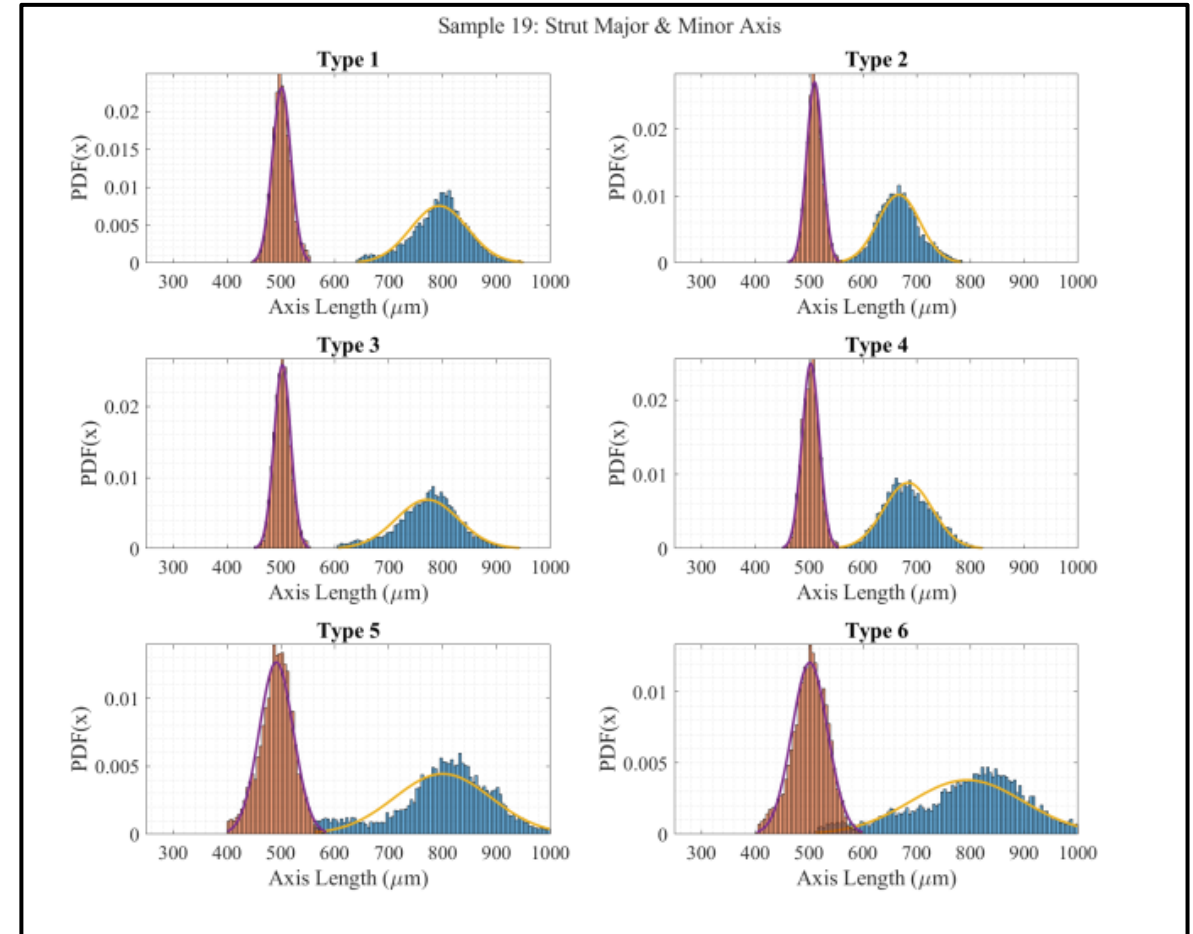 Sample 19: Strut Major & Minor Axis
Type 1
PDF(x)
0.02
0.015
0.01
0.005
0
300 400 500 600 700 800 900 1000
Axis Length (μm)
Type 2
PDF(x)
0.02
0.01
0
300 400 500 600 700 800 900 1000
Axis Length (μm)
Type 3
PDF(x)
0.02
0.01
0
300 400 500 600 700 800 900 1000
Axis Length (μm)
Type 4
PDF(x)
0.02
0.01
0
300 400 500 600 700 800 900 1000
Axis Length (μm)
Type 5
PDF(x)
0.01
0.005
0
300 400 500 600 700 800 900 1000
Axis Length (μm)
Type 6
PDF(x)
0.01
0.005
0
300 400 500 600 700 800 900 1000
Axis Length (μm)